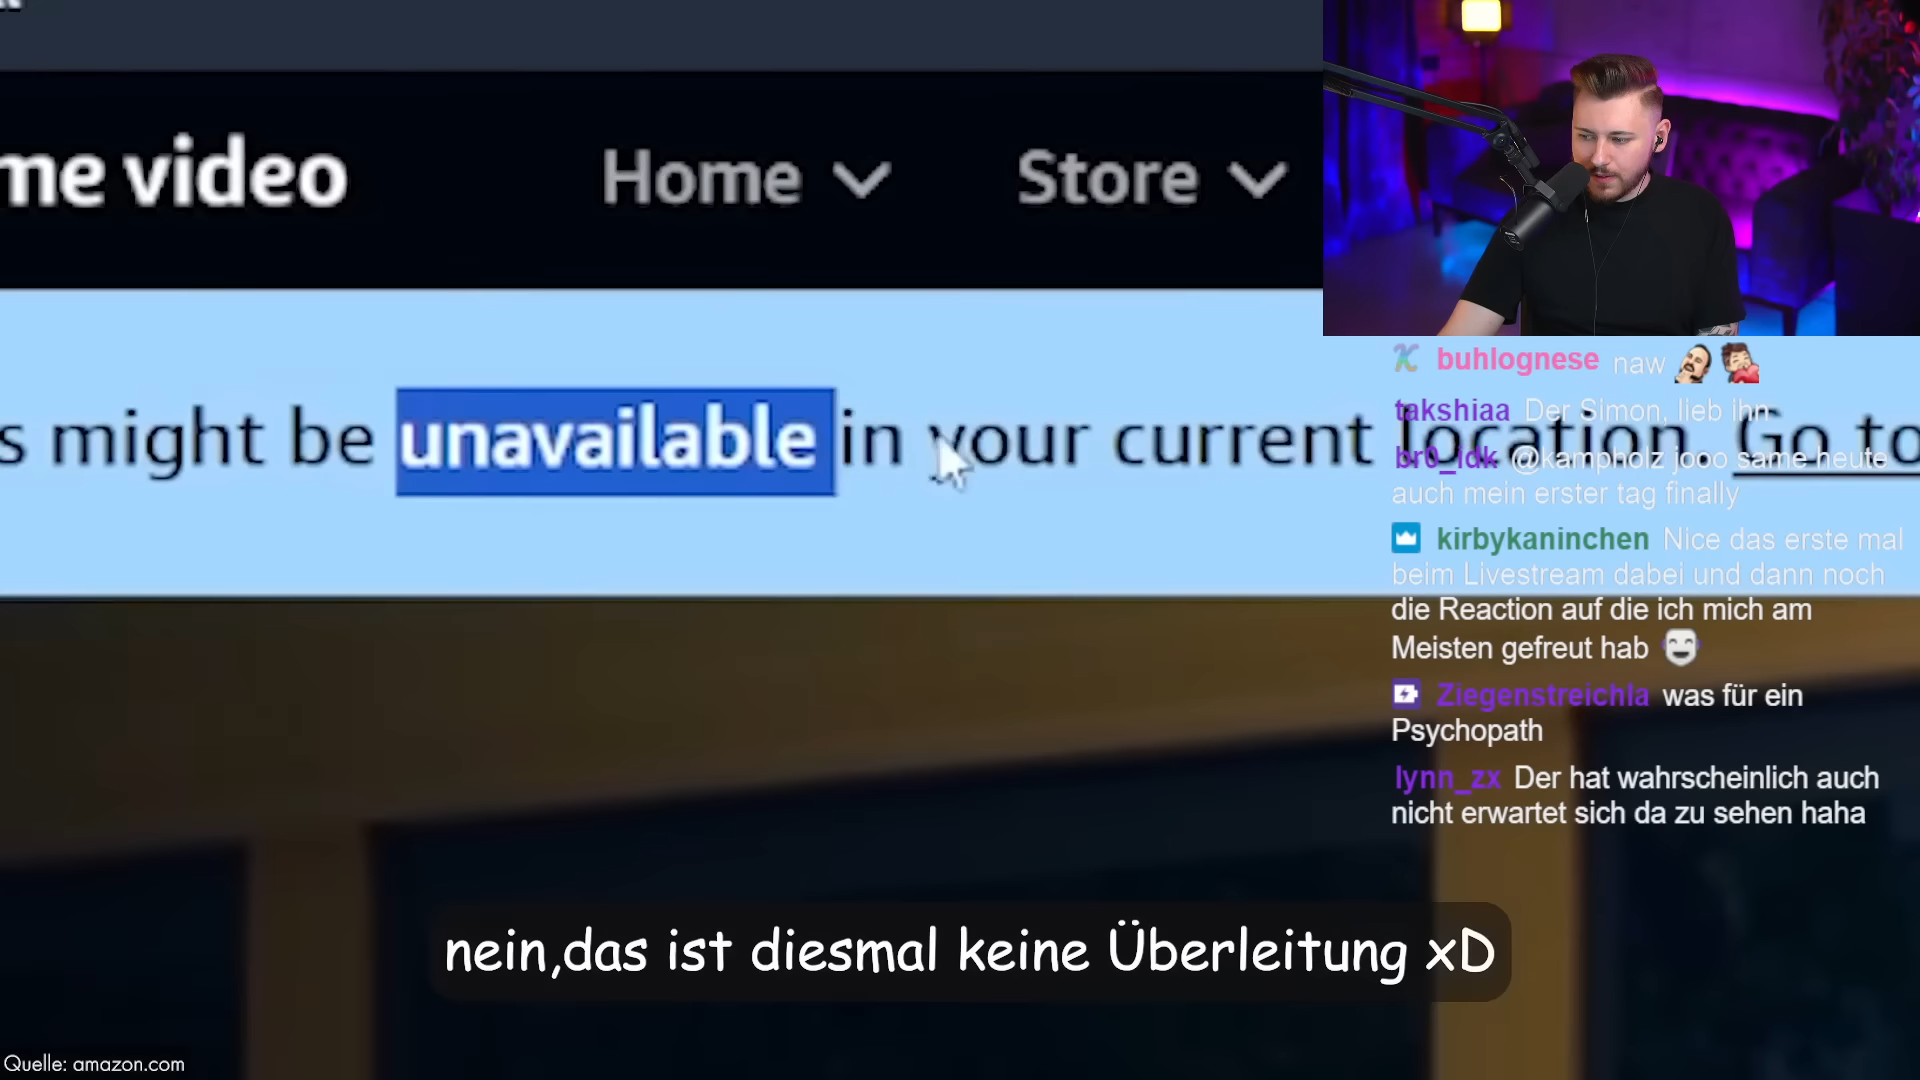 me video
Home
Store
s might be unavailable in your current location. Go to
buhlognese naw
takshiaa Der Simon, lieb ihn
br0_idk @kampholz jooo same heute
auch mein erster tag finally
kirbykaninchen Nice das erste mal
beim Livestream dabei und dann noch
die Reaction auf die ich mich am
Meisten gefreut hab
Ziegenstreichla was für ein
Psychopath
lynn_zx Der hat wahrscheinlich auch
nicht erwartet sich da zu sehen haha
nein,das ist diesmal keine Überleitung xD
Quelle: amazon.com